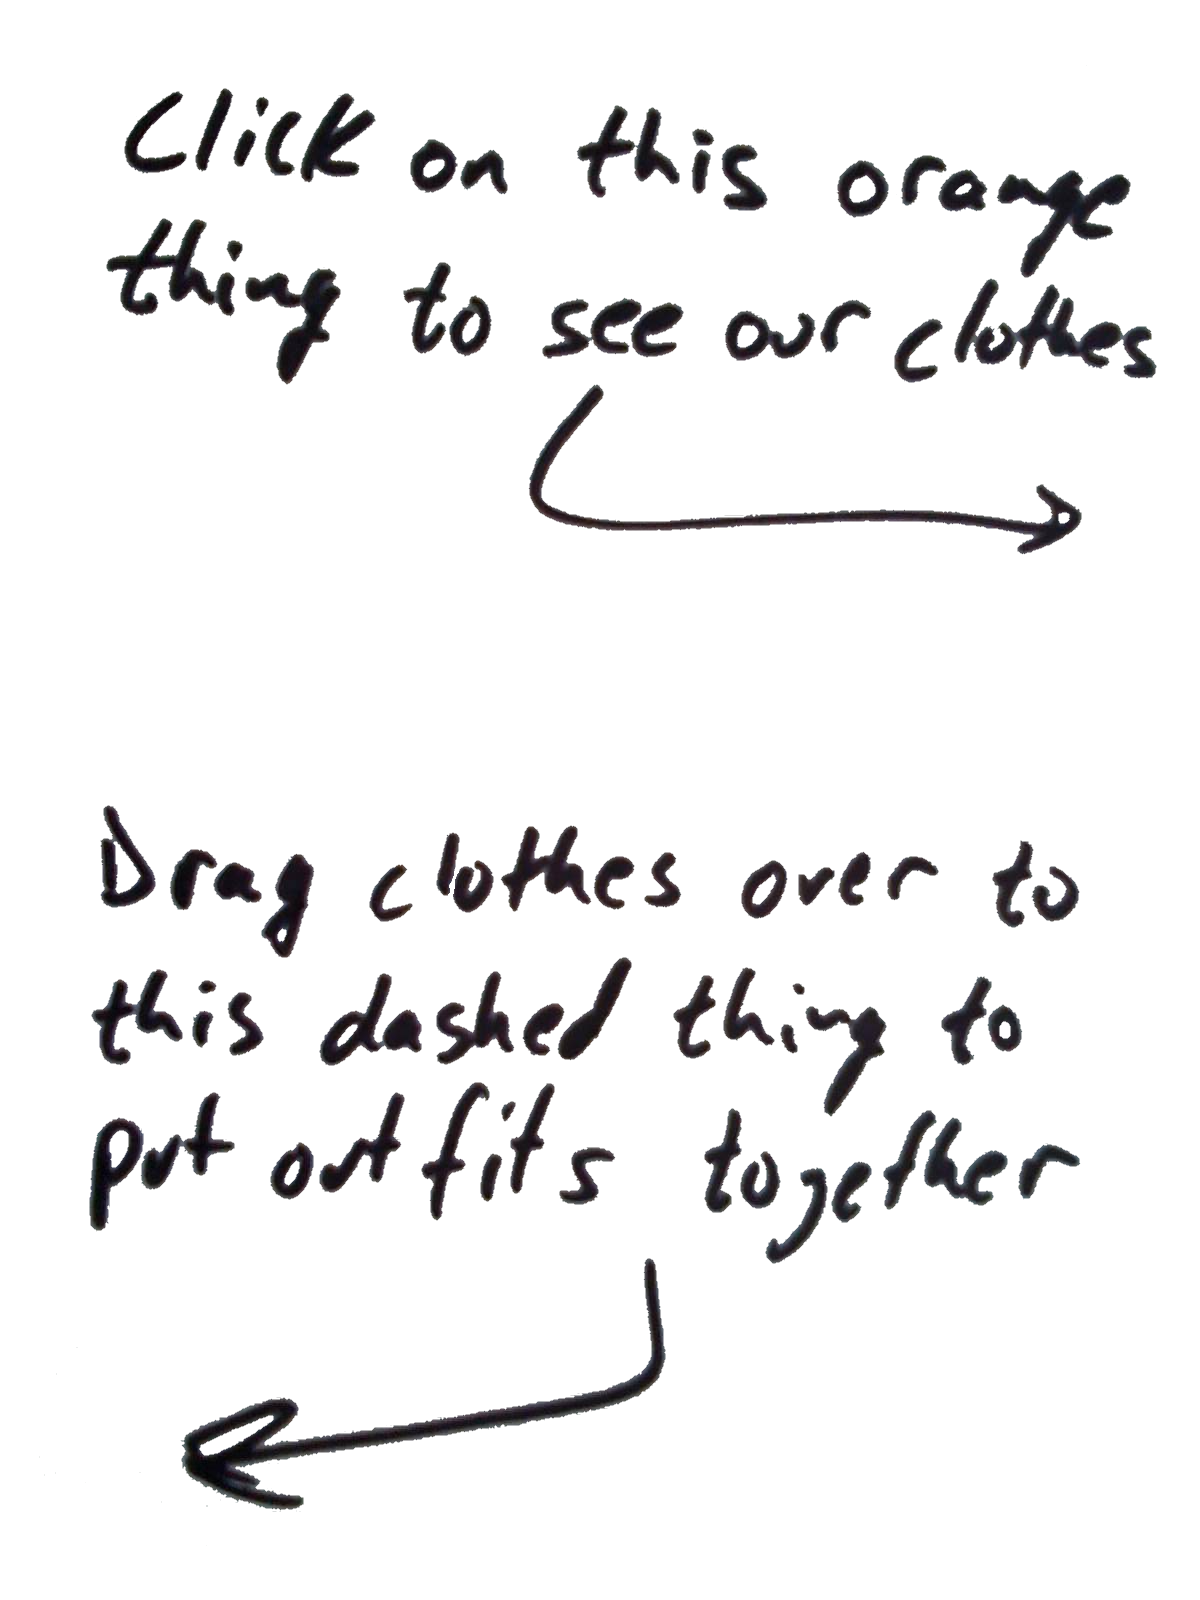 Click on this orange
thing to see our clothes
Drag clothes over to
this dashed thing to
put outfits together